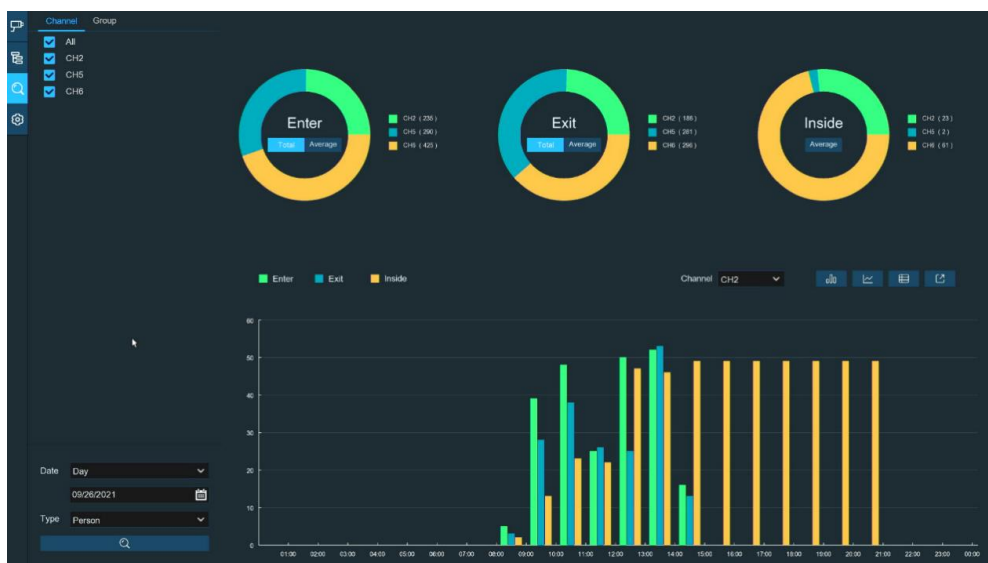 Channel Group
All
CH2
CH5
CH6
Enter
Total Average
CH2 ( 235 )
CH5 ( 290 )
CH6 ( 425 )
Exit
Total Average
CH2 ( 186 )
CH5 ( 281 )
CH6 ( 296 )
Inside
Average
CH2 ( 23 )
CH5 ( 2 )
CH6 ( 61 )
Enter Exit Inside
Channel CH2
60
50
40
30
20
10
0
01:00 02:00 03:00 04:00 05:00 06:00 07:00 08:00 09:00 10:00 11:00 12:00 13:00 14:00 15:00 16:00 17:00 18:00 19:00 20:00 21:00 22:00 23:00 00:00
Date Day
09/26/2021
Type Person